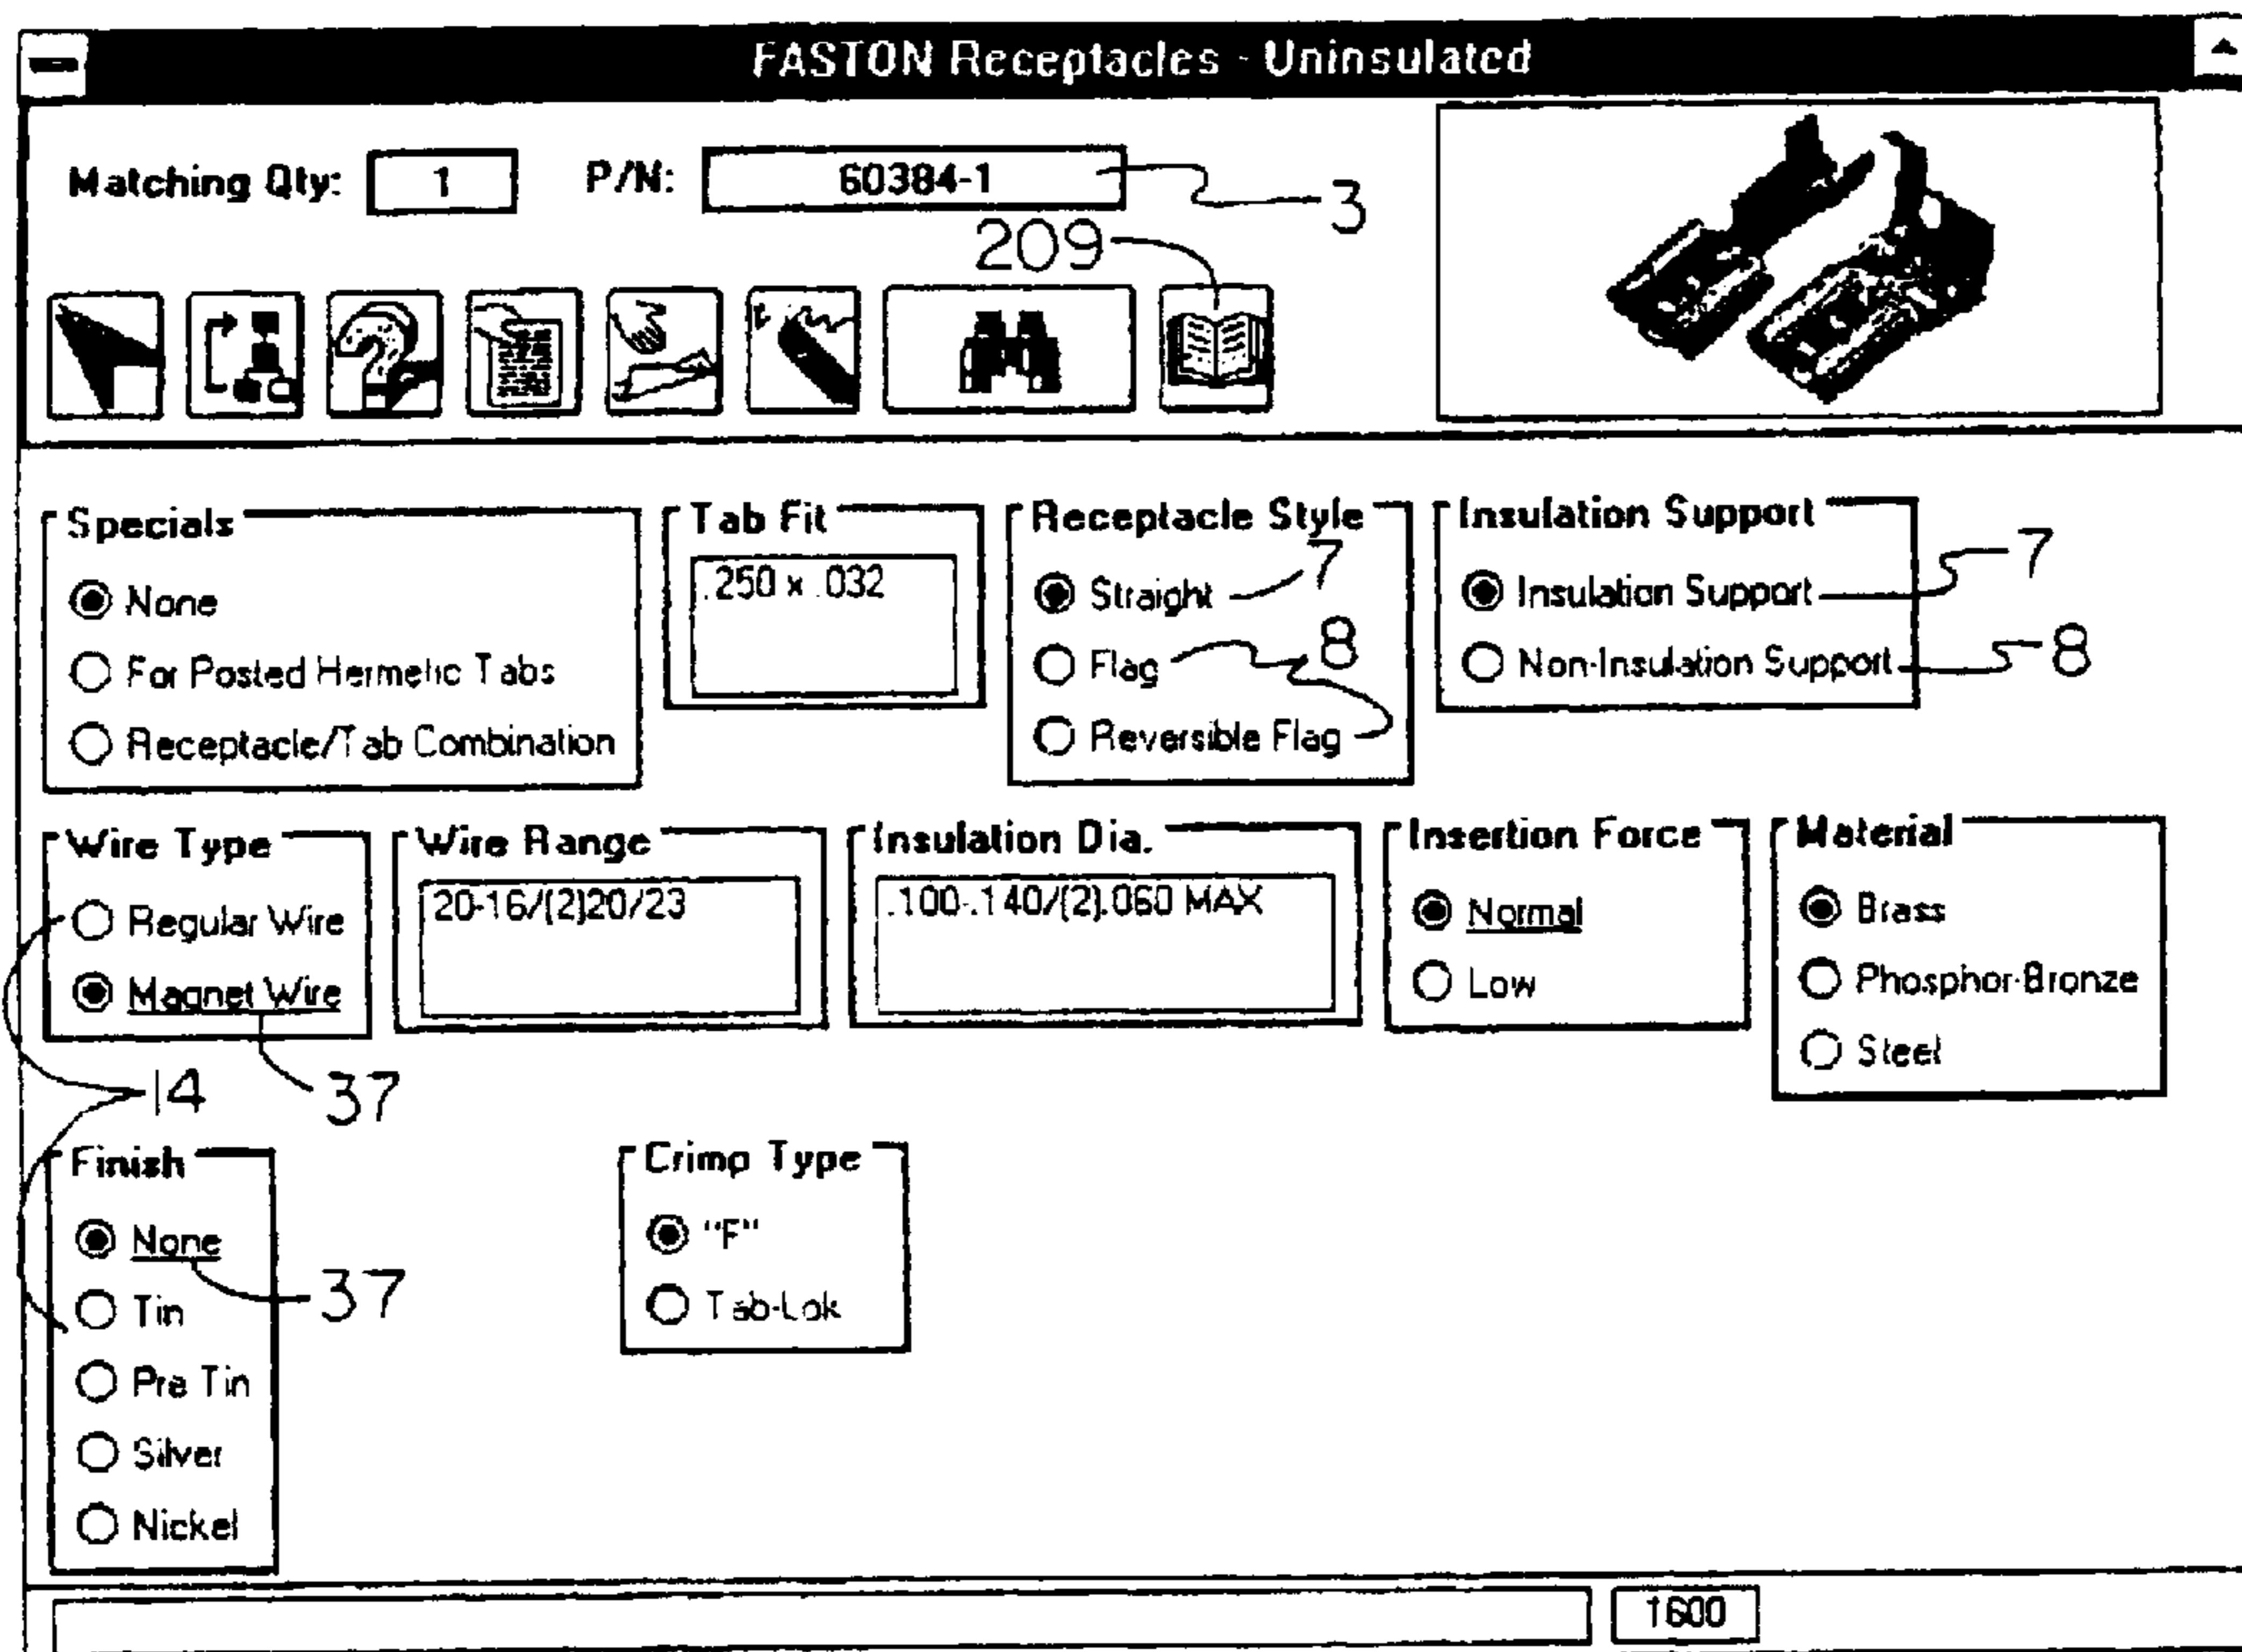 FASTON Receptacles - Uninsulated
Matching Qty: 1 P/N: 60384-1 3
209
Specials
None
For Posted Hermetic Tabs
Receptacle/Tab Combination
Tab Fit
.250 x .032
Receptacle Style
7
Straight
8
Flag
Reversible Flag
Insulation Support
Insulation Support 7
Non-Insulation Support 8
Wire Type
Regular Wire
Magnet Wire
14 37
Wire Range
20-16/(2)20/23
Insulation Dia.
.100-.140/(2).060 MAX
Insertion Force
Normal
Low
Material
Brass
Phosphor-Bronze
Steel
Finish
None
37
Tin
Pre Tin
Silver
Nickel
Crimp Type
"F"
Tab-Lok
1600